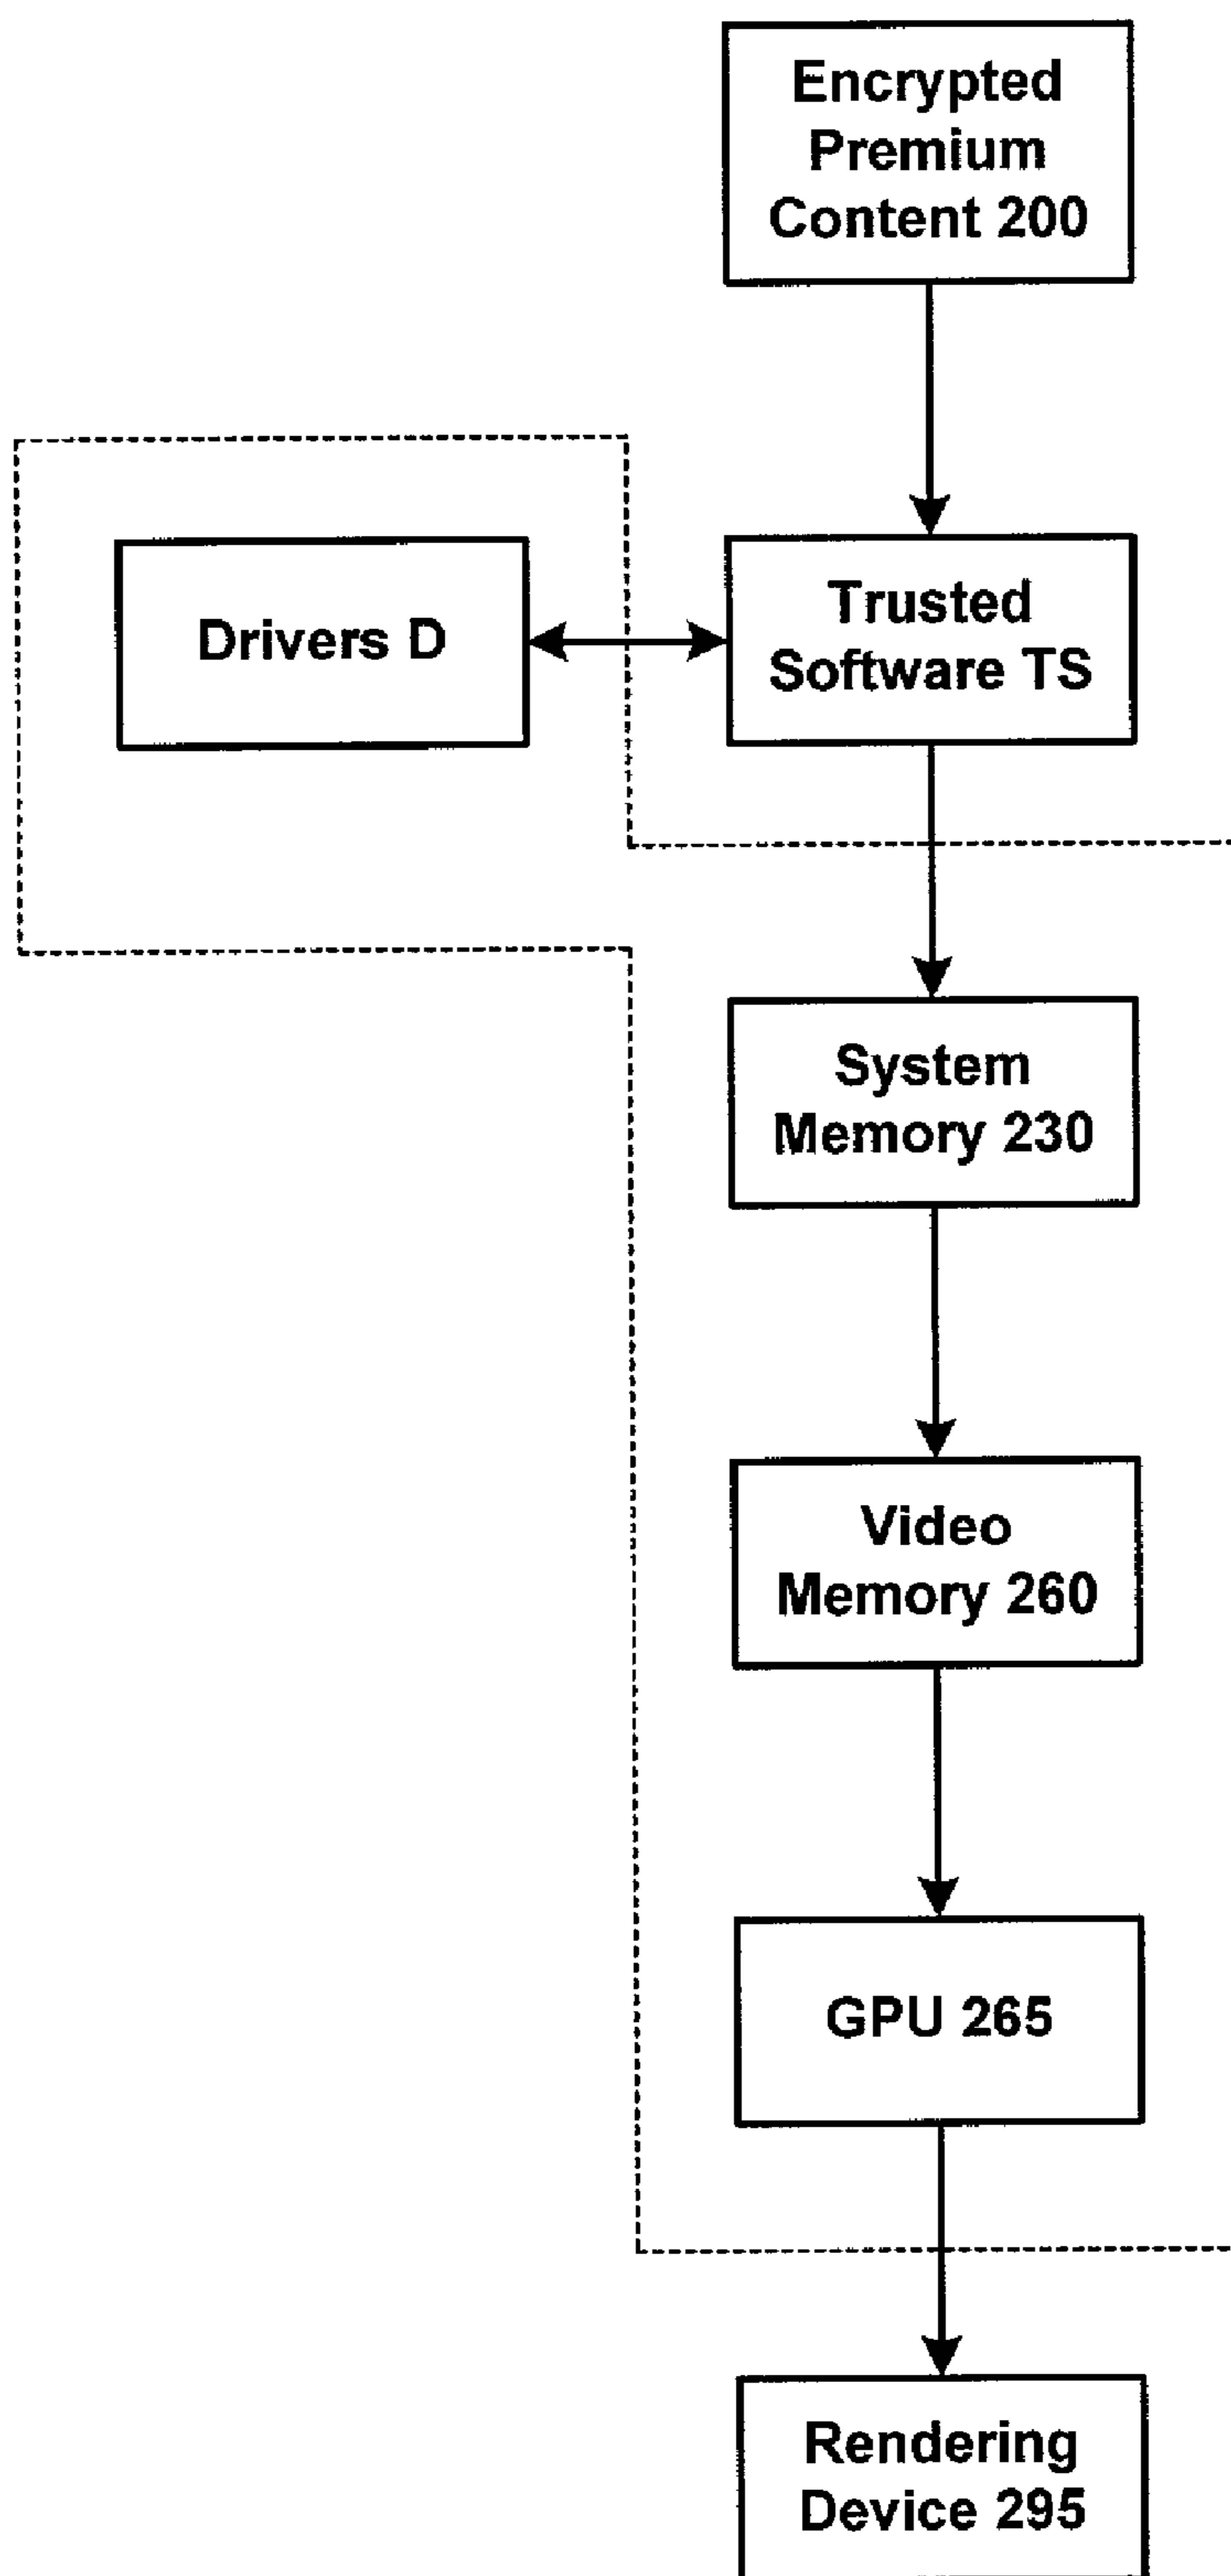 Encrypted
Premium
Content 200
Drivers D
Trusted
Software TS
System
Memory 230
Video
Memory 260
GPU 265
Rendering
Device 295